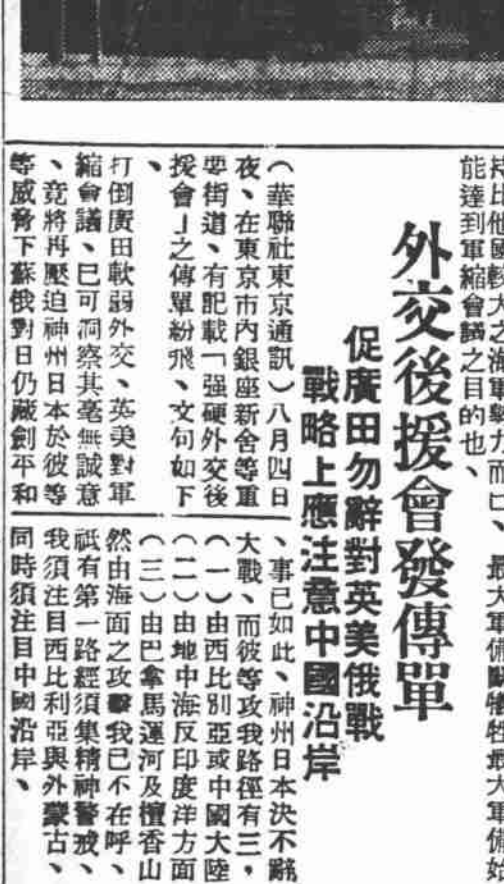 能達到軍縮會議之目的也、
外交後援會發傳單
促廣田勿辭對英美俄戰
戰略上應注意中國沿岸
（華聯社東京通訊）八月四日
夜、在東京市內銀座新舍等重
要街道、有記載「强硬外交後
援會」之傳單紛飛、文句如下
、
打倒廣田軟弱外交、英美對軍
縮會議、已可洞察其毫無誠意
、竟將再壓迫神州日本於彼等
等威脅下蘇俄對日仍藏劍平和
、事已如此、神州日本決不辭
大戰、而彼等攻我路徑有三，
（一）由西比別亞或中國大陸
（二）由地中海反印度洋方面
（三）由巴拿馬運河及檀香山
然由海面之攻擊我已不在呼、
祇有第一路經須集精神警戒、
我須注目西比利亞與外蒙古、
同時須注目中國沿岸、